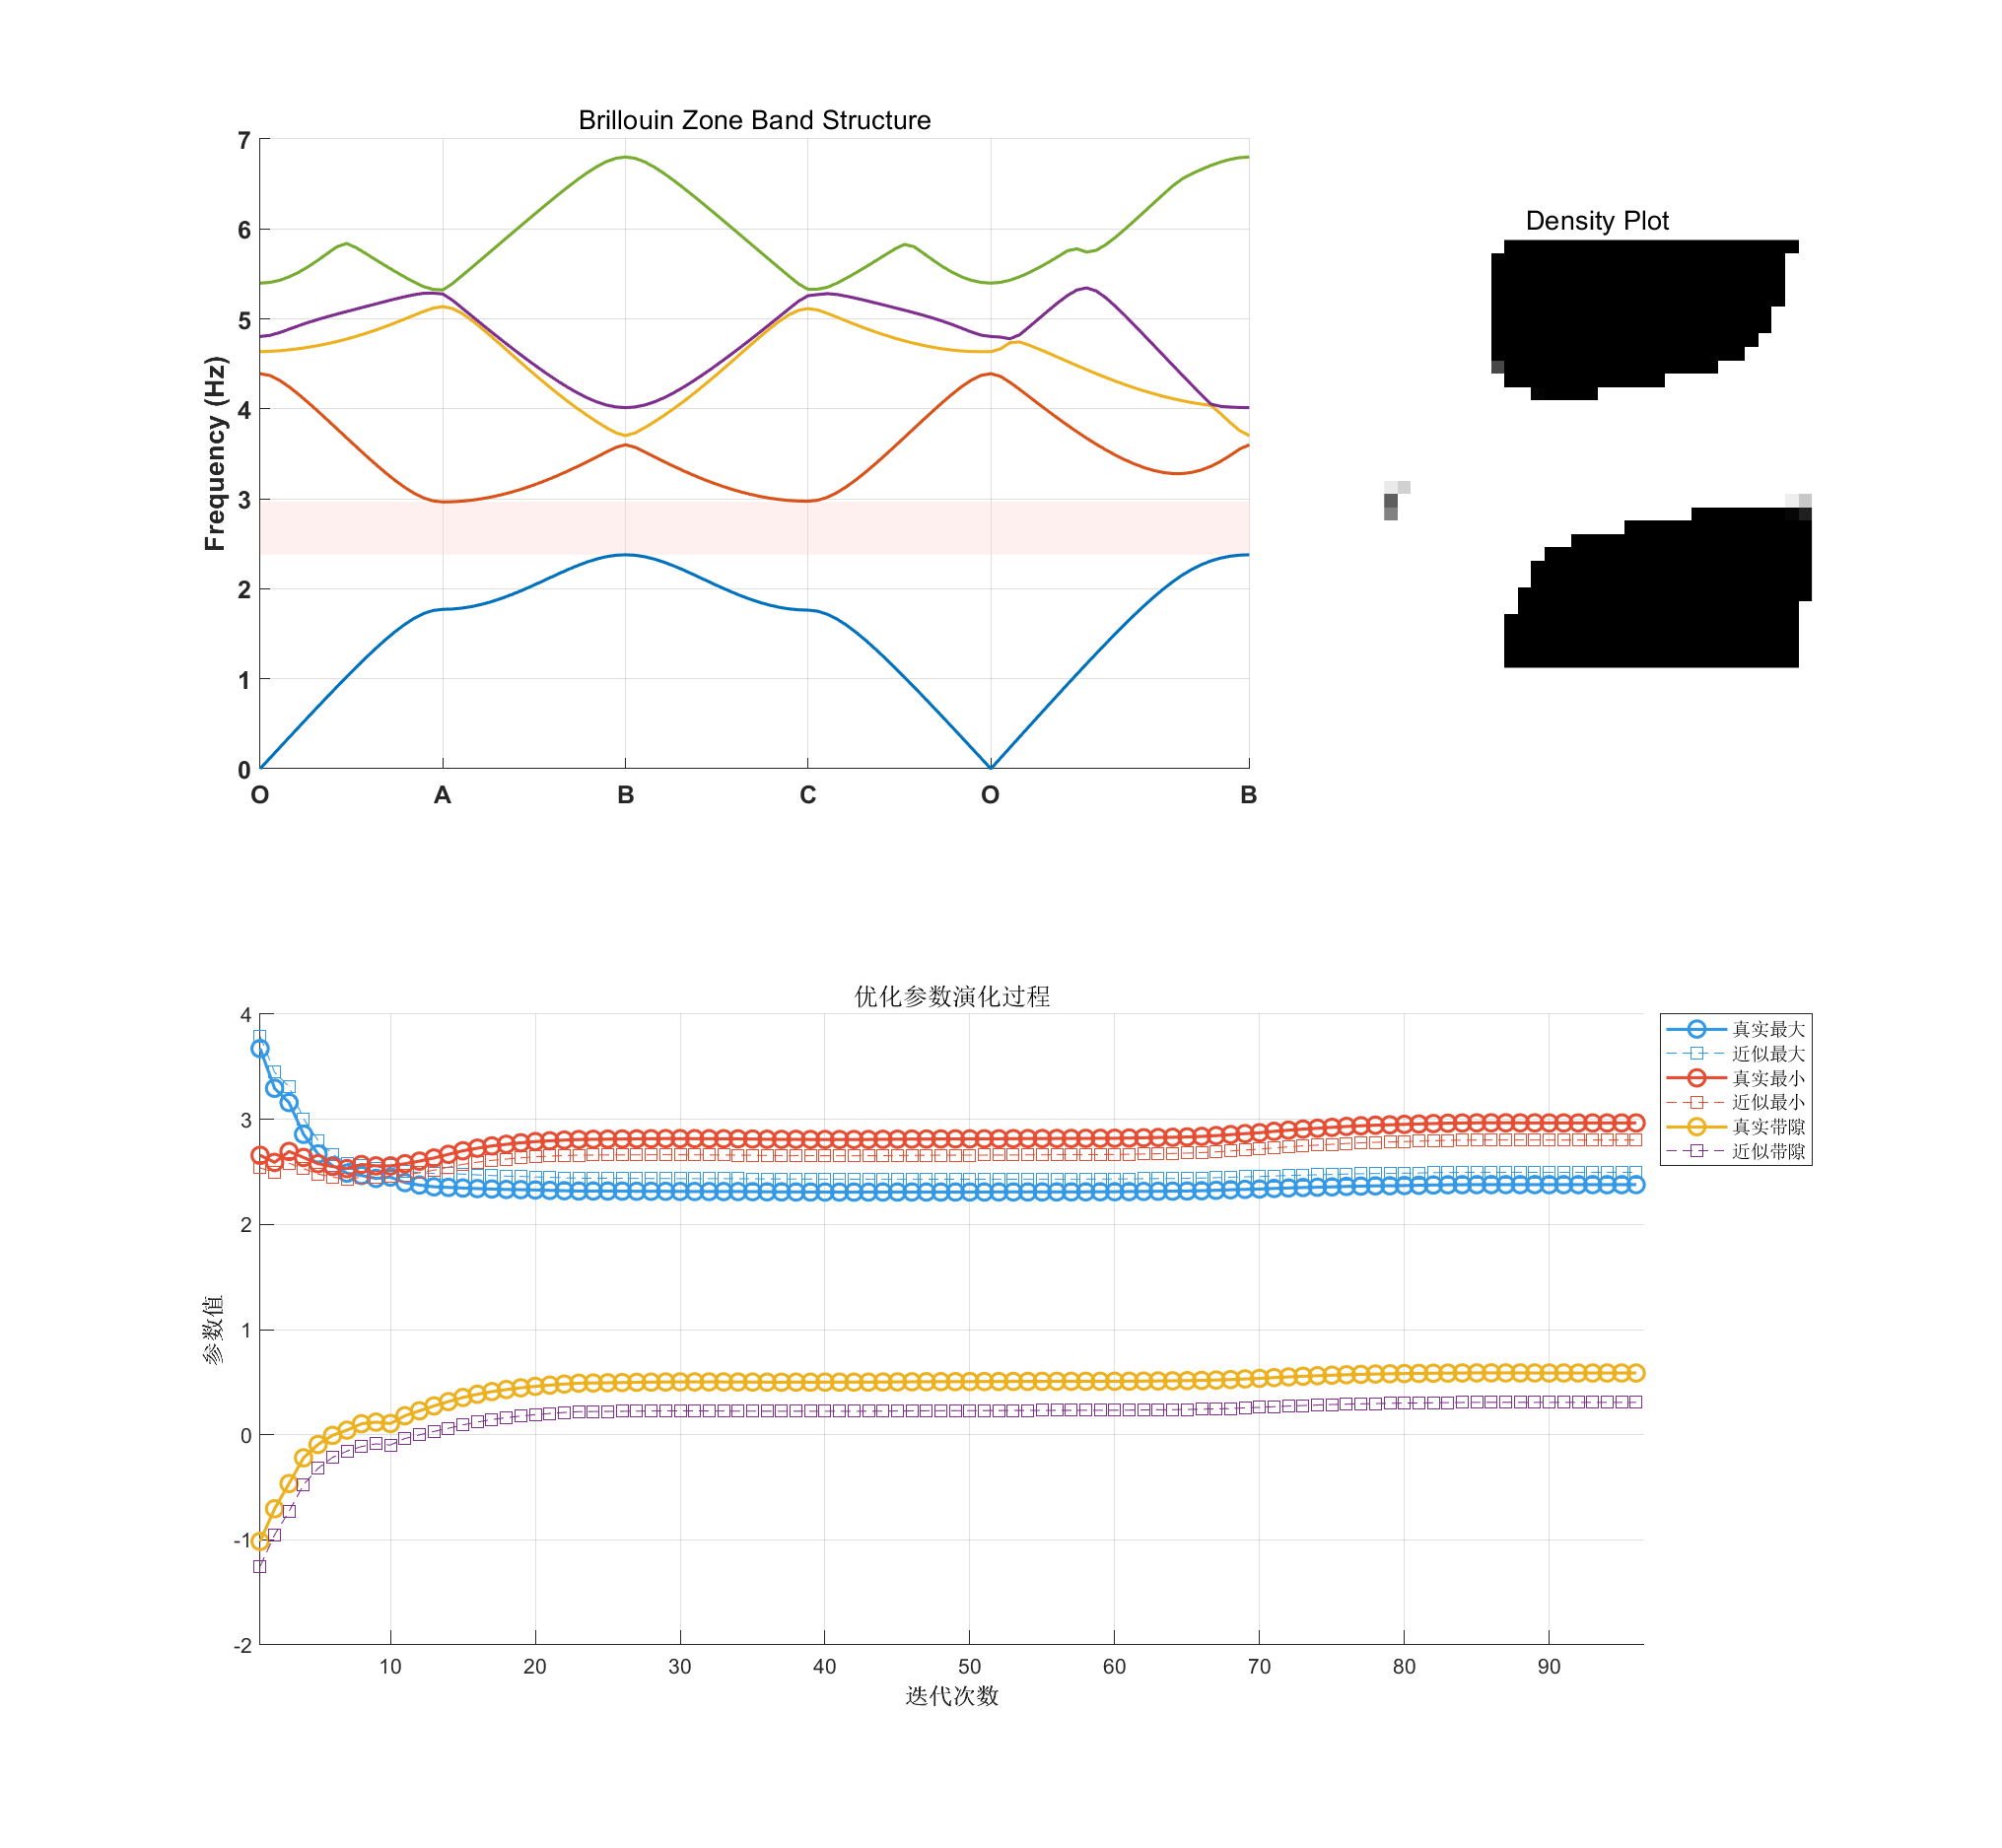 Brillouin Zone Band Structure
7
6
5
4
3
2
1
0
Frequency (Hz)
O A B C O B
Density Plot
优化参数演化过程
4
3
2
1
0
-1
-2
参数值
10 20 30 40 50 60 70 80 90
迭代次数
真实最大
近似最大
真实最小
近似最小
真实带隙
近似带隙